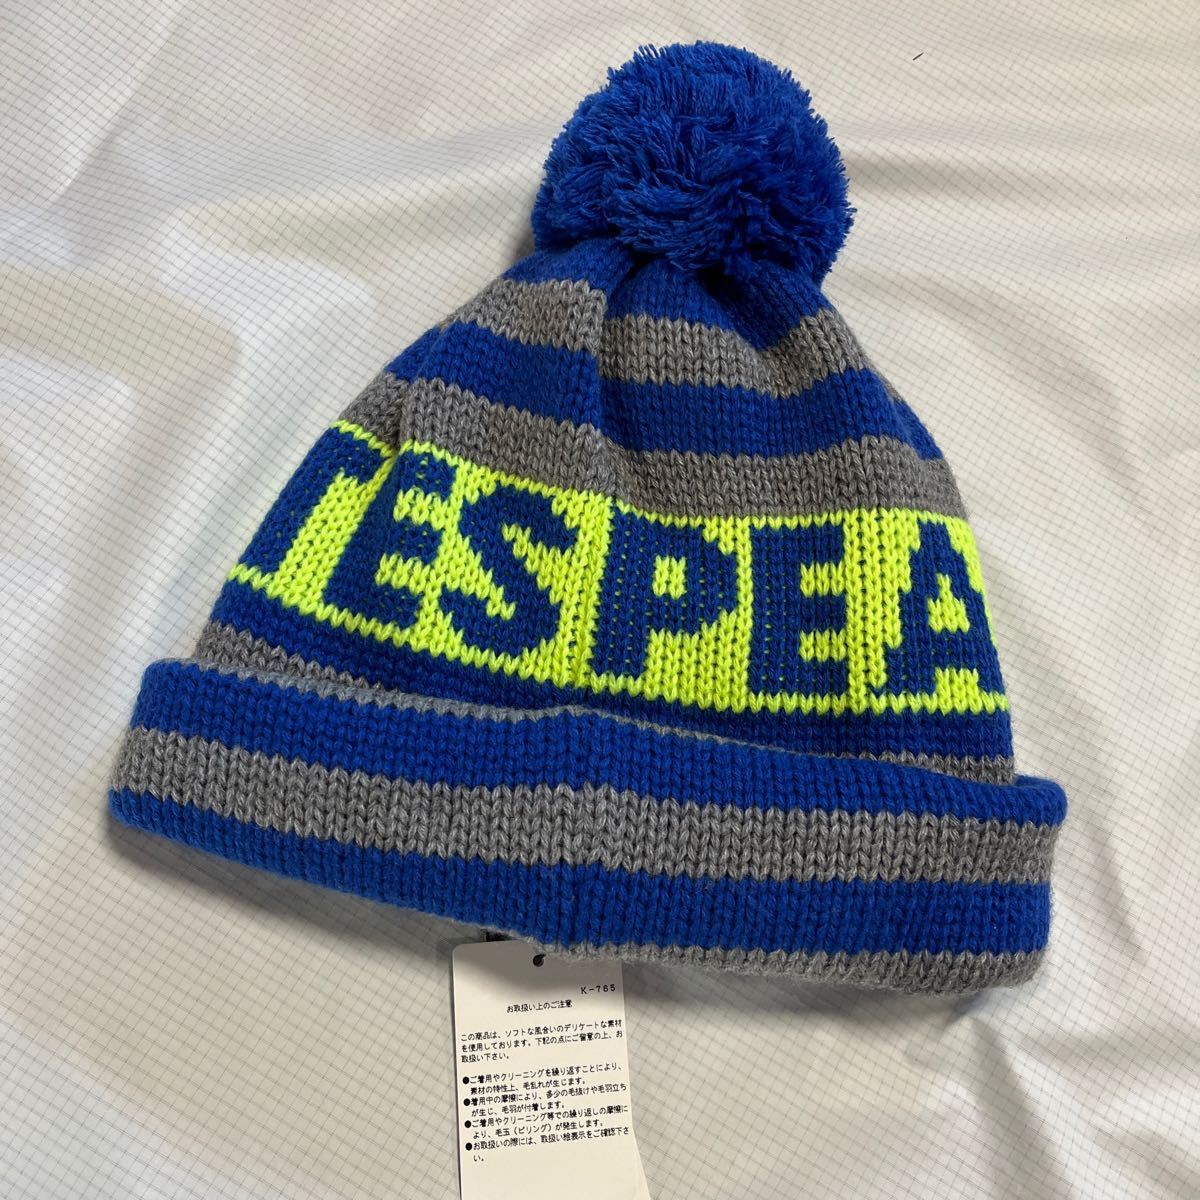 TESPEA
K-765
お取扱い上のご注意
この商品は、ソフトな風合いのデリケートな素材
を使用しております。下記の点にご留意の上、お
取扱い下さい。
●ご着用やクリーニングを繰り返すことにより、
素材の特性上、毛乱れが生じます。
●着用中の摩擦により、多少の毛抜けや毛羽立ち
が生じ、毛羽が付着します。
●ご着用やクリーニング等での繰り返しの摩擦に
より、毛玉(ピリング)が発生します。
●お取扱いの際には、取扱い絵表示をご確認下さ
い。